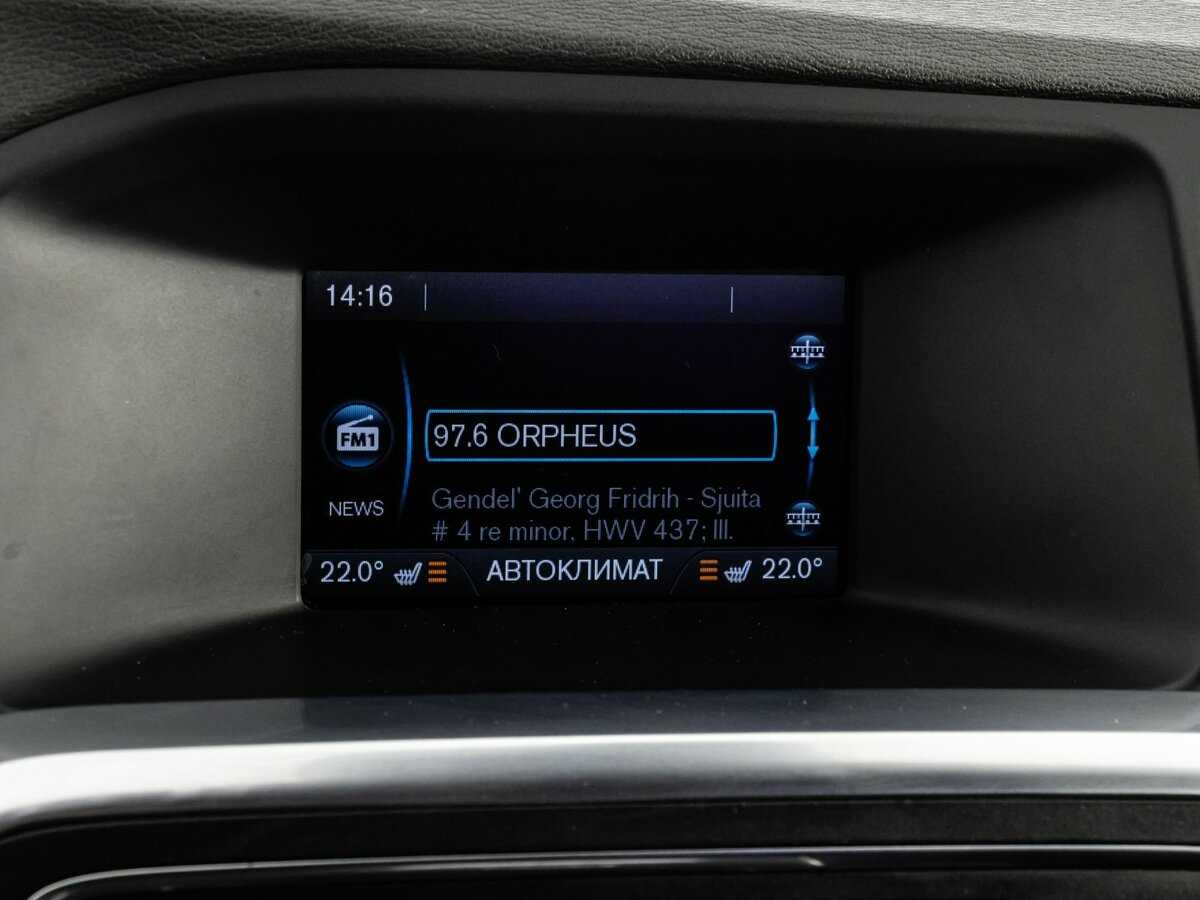 14:16
97.6 ORPHEUS
FM1
NEWS
Gendel' Georg Fridrih - Sjuita
# 4 re minor, HWV 437; III.
22.0° АВТОКЛИМАТ 22.0°